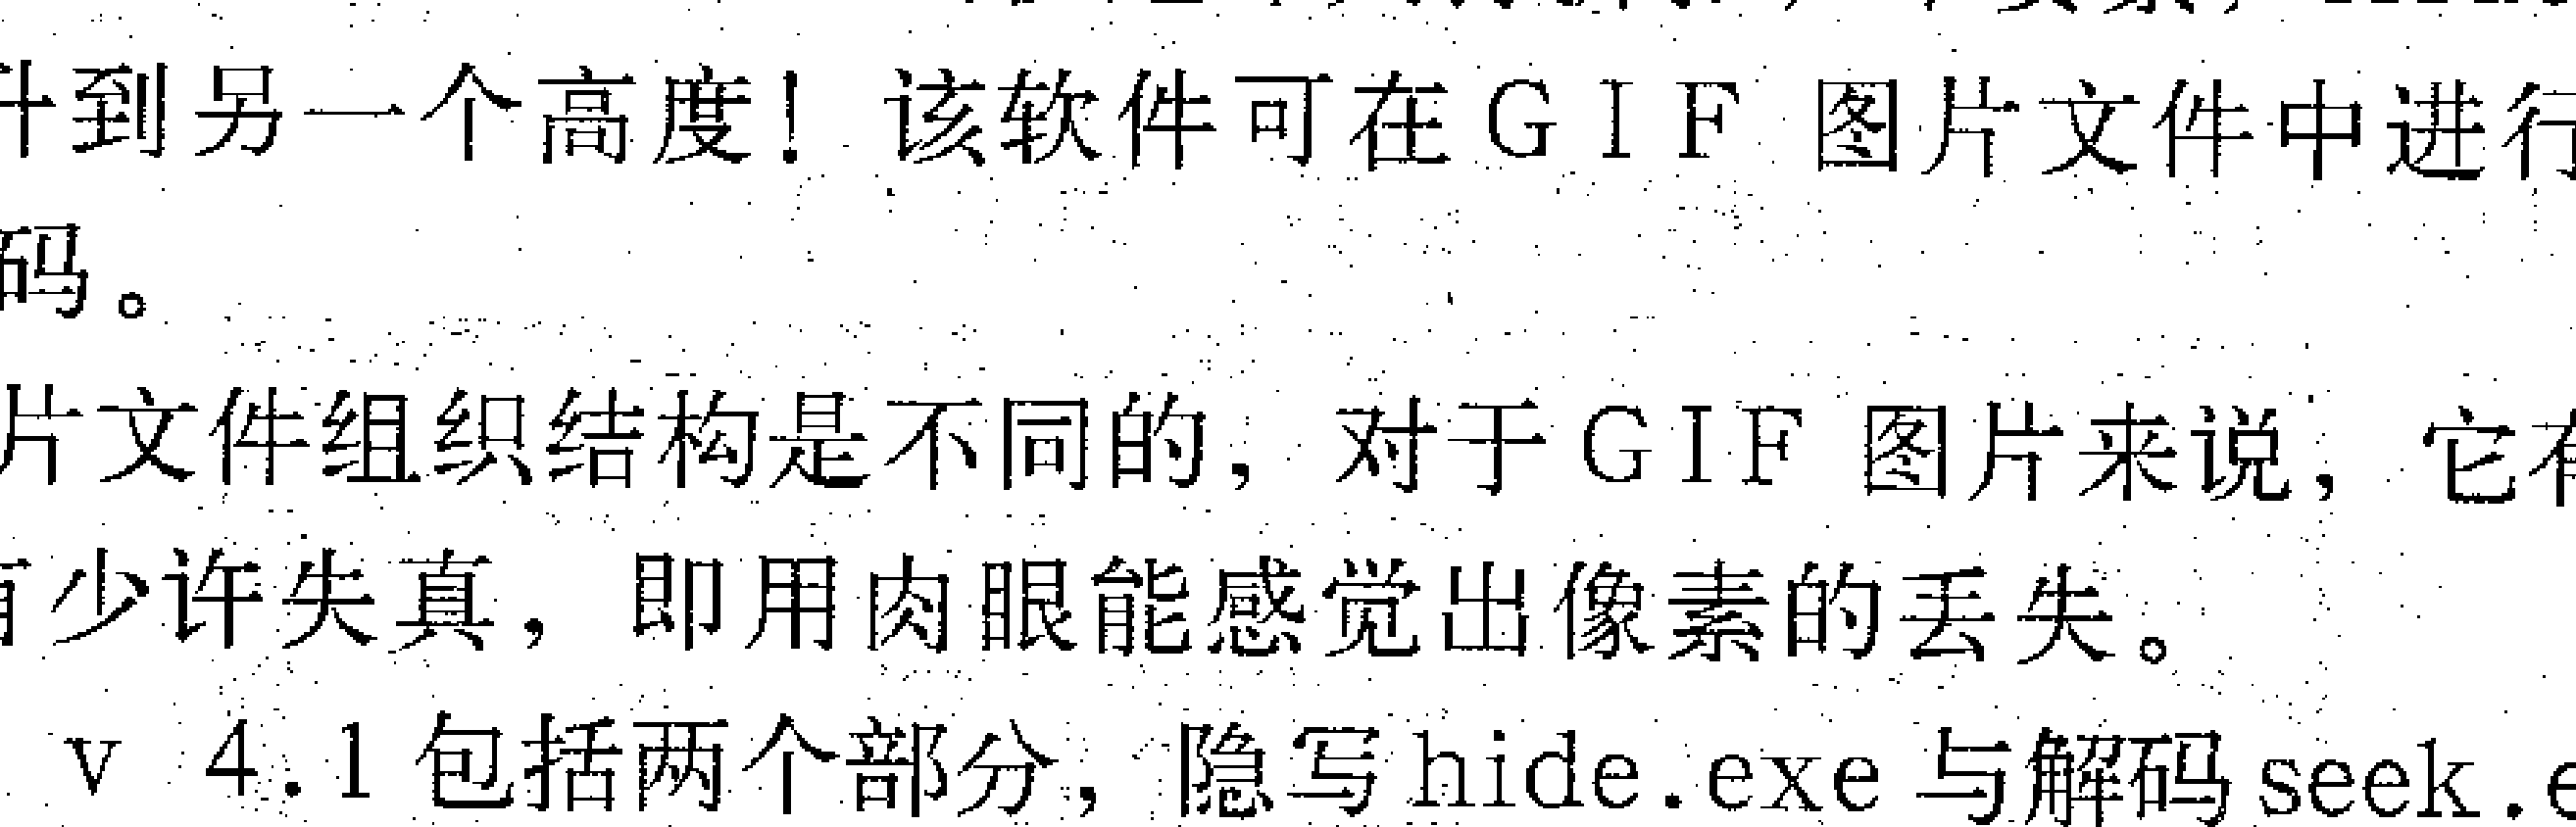 升到另一个高度！该软件可在GIF 图片文件中进行
码。
片文件组织结构是不同的，对于GIF 图片来说，它有
有少许失真，即用肉眼能感觉出像素的丢失。
v 4.1包括两个部分，隐写hide.exe与解码seek.e